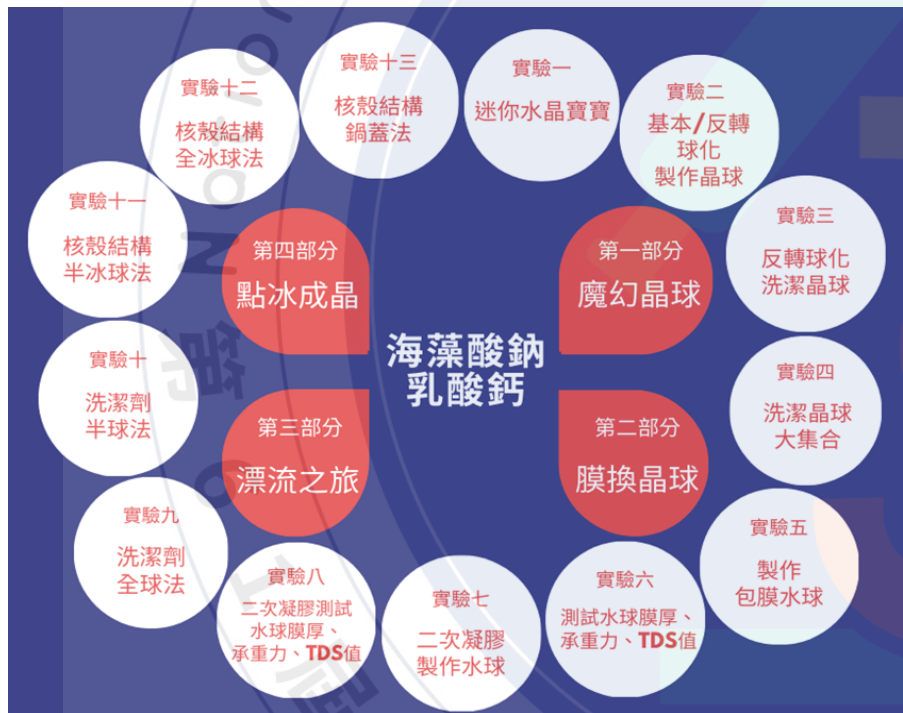 海藻酸鈉
乳酸鈣
第一部分
魔幻晶球
第二部分
膜換晶球
第三部分
漂流之旅
第四部分
點冰成晶
實驗一
迷你水晶寶寶
實驗二
基本/反轉
球化
製作晶球
實驗三
反轉球化
洗潔晶球
實驗四
洗潔晶球
大集合
實驗五
製作
包膜水球
實驗六
測試水球膜厚、
承重力、TDS值
實驗七
二次凝膠
製作水球
實驗八
二次凝膠測試
水球膜厚、
承重力、TDS值
實驗九
洗潔劑
全球法
實驗十
洗潔劑
半球法
實驗十一
核殼結構
半冰球法
實驗十二
核殼結構
全冰球法
實驗十三
核殼結構
鍋蓋法
第 6